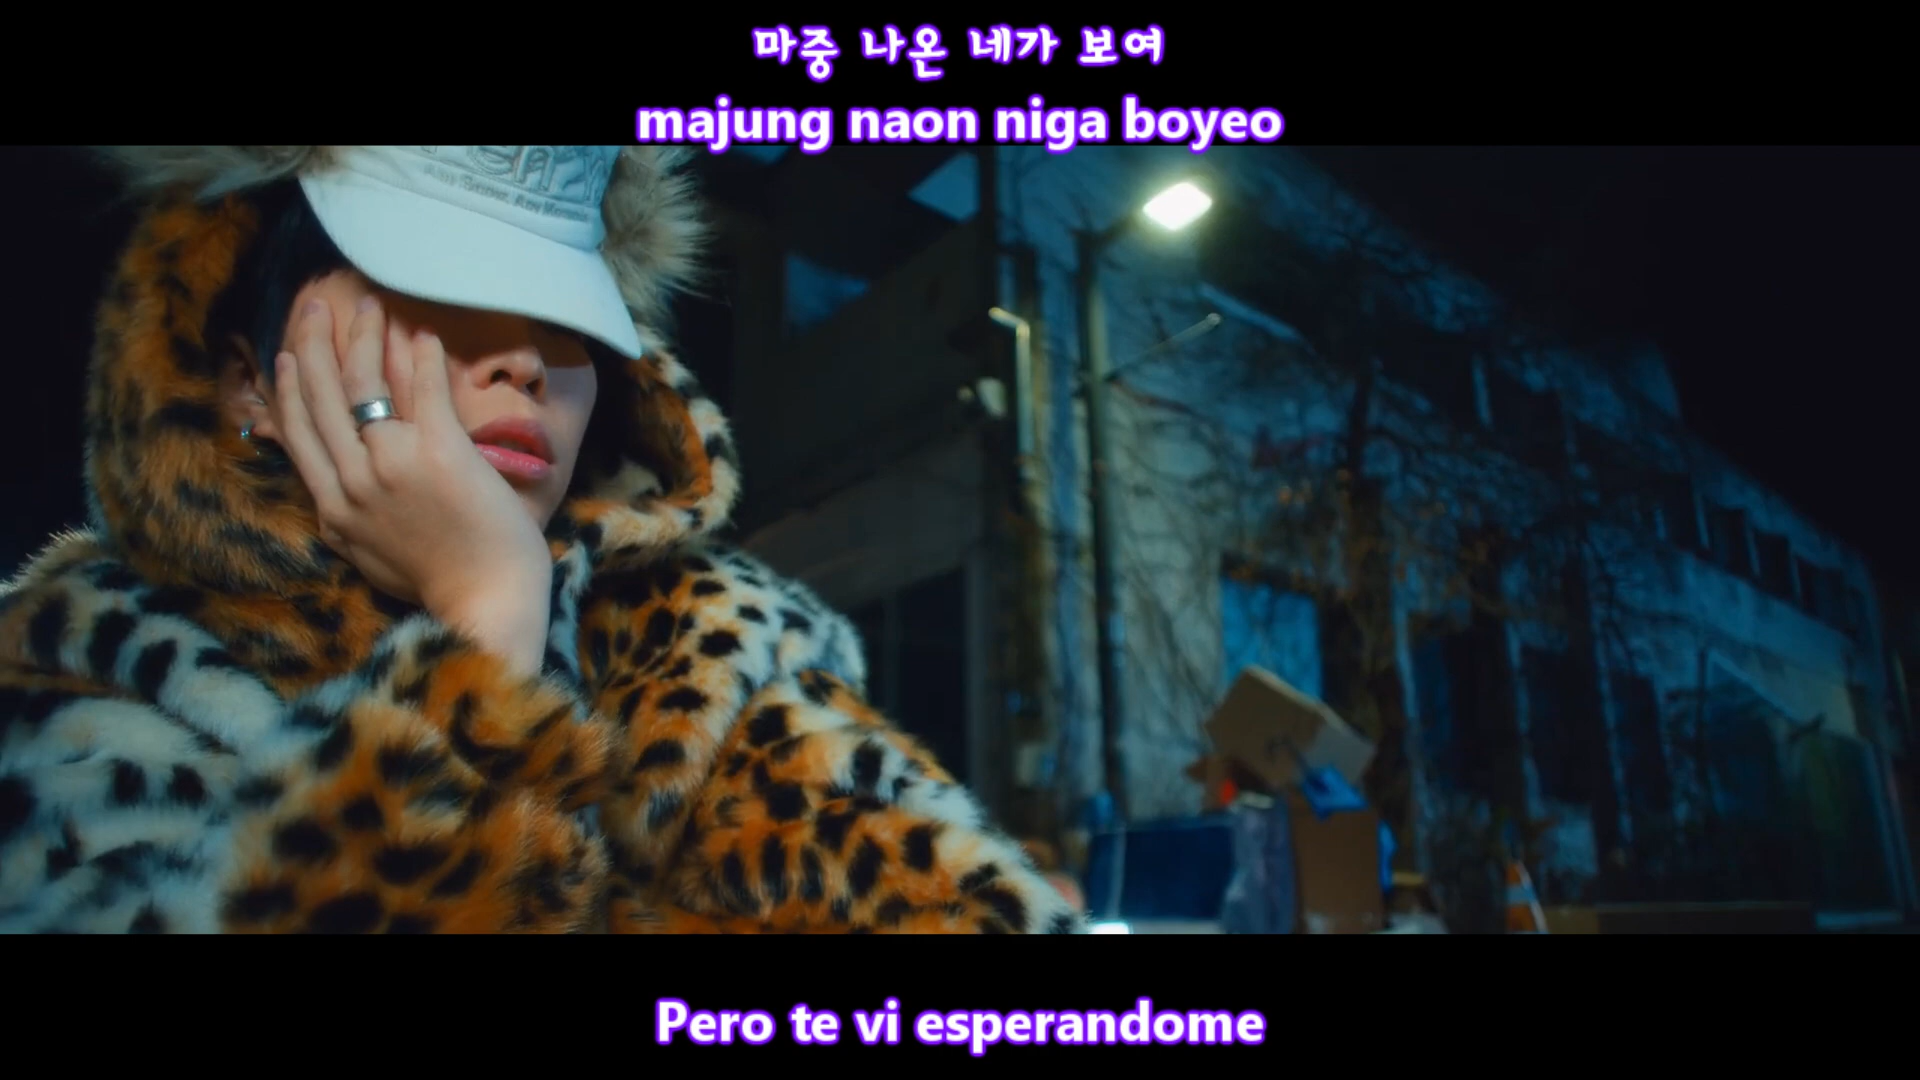 마중 나온 네가 보여
majung naon niga boyeo
Pero te vi esperandome